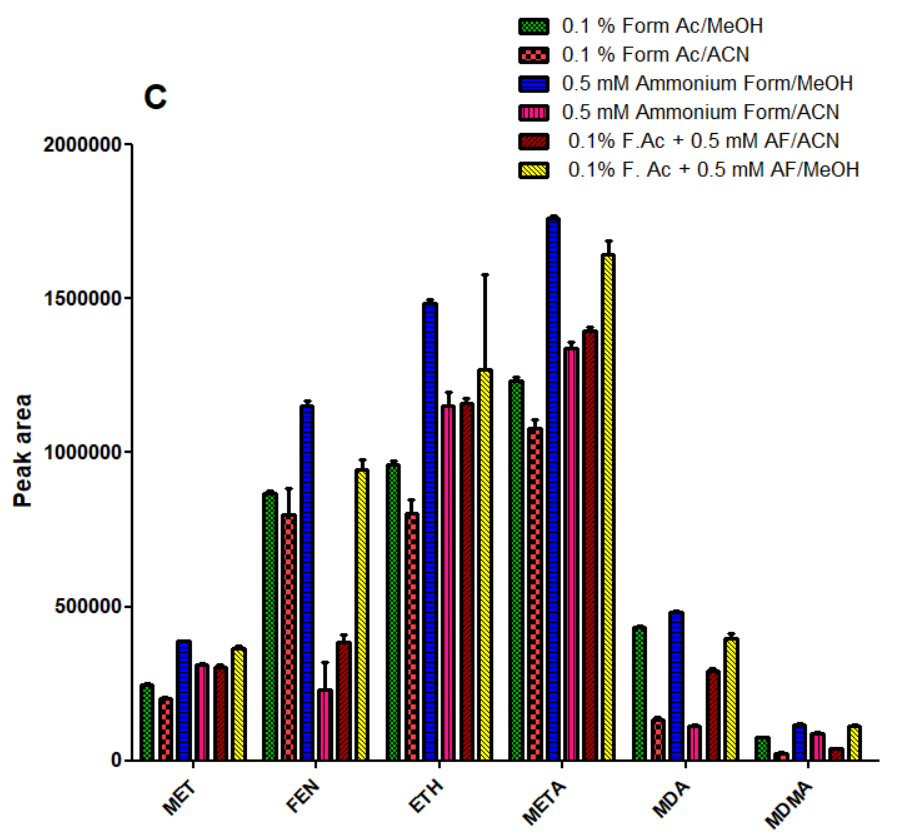 0.1 % Form Ac/MeOH
0.1 % Form Ac/ACN
0.5 mM Ammonium Form/MeOH
0.5 mM Ammonium Form/ACN
0.1% F.Ac + 0.5 mM AF/ACN
0.1% F. Ac + 0.5 mM AF/MeOH
C
2000000
1500000
1000000
500000
0
Peak area
MET
FEN
ETH
META
MDA
MDMA